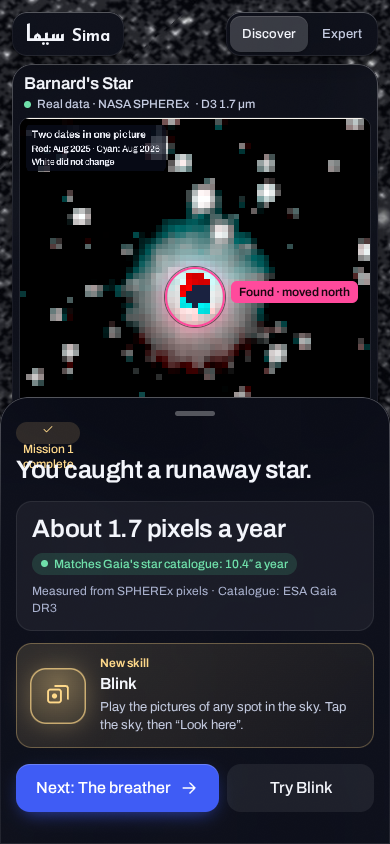 سيما Sima
Discover
Expert
Barnard's Star
Real data · NASA SPHEREx · D3 1.7 µm
Two dates in one picture
Red: Aug 2025 · Cyan: Aug 2026
White did not change
Found · moved north
Mission 1
complete
You caught a runaway star.
About 1.7 pixels a year
Matches Gaia's star catalogue: 10.4″ a year
Measured from SPHEREx pixels · Catalogue: ESA Gaia
DR3
New skill
Blink
Play the pictures of any spot in the sky. Tap
the sky, then “Look here”.
Next: The breather →
Try Blink